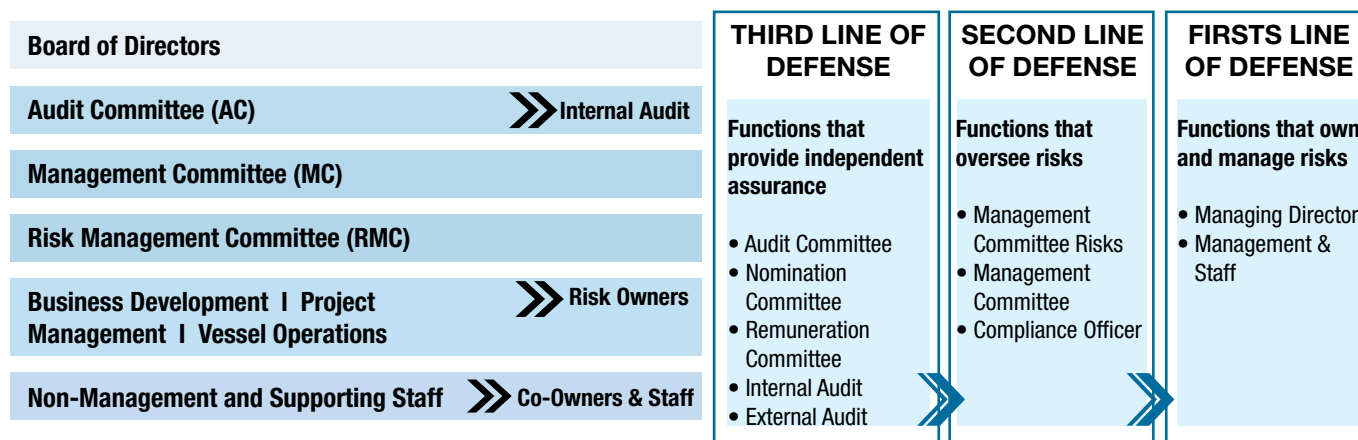 Board of Directors
Audit Committee (AC)
Internal Audit
Management Committee (MC)
Risk Management Committee (RMC)
Business Development I Project
Management I Vessel Operations
Risk Owners
Non-Management and Supporting Staff
Co-Owners & Staff
THIRD LINE OF
DEFENSE
Functions that
provide independent
assurance
• Audit Committee
• Nomination
Committee
• Remuneration
Committee
• Internal Audit
• External Audit
SECOND LINE
OF DEFENSE
Functions that
oversee risks
• Management
Committee Risks
• Management
Committee
• Compliance Officer
FIRSTS LINE
OF DEFENSE
Functions that own
and manage risks
• Managing Director
• Management &
Staff